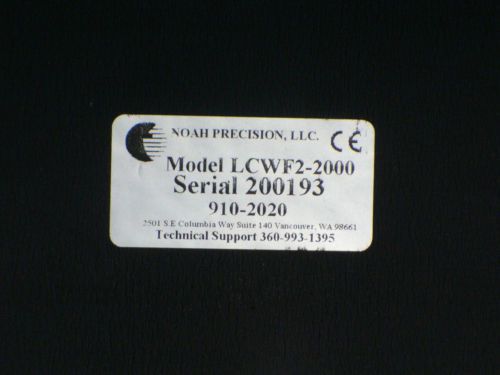 NOAH PRECISION, LLC. CE
Model LCWF2-2000
Serial 200193
910-2020
2501 S.E Columbia Way Suite 140 Vancouver, WA 98661
Technical Support 360-993-1395